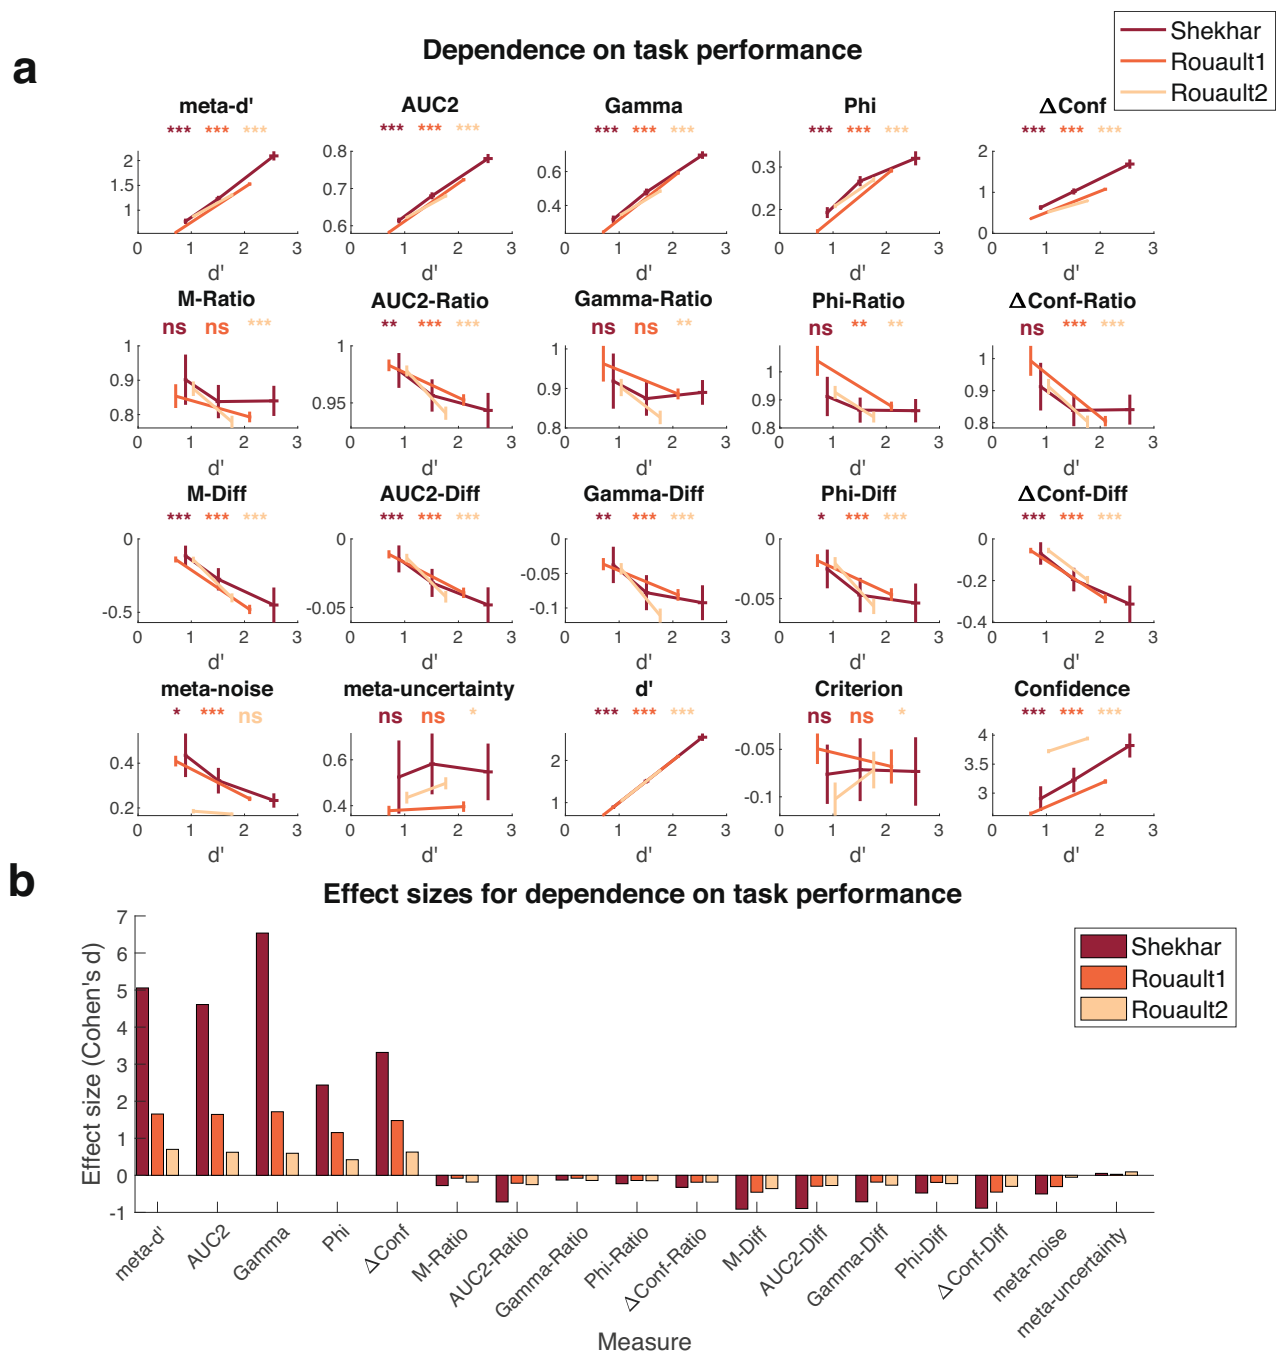 a
Dependence on task performance
Shekhar
Rouault1
Rouault2
meta-d' AUC2 Gamma Phi ΔConf
*** *** *** *** *** *** *** *** *** *** *** *** *** *** ***
2 0.8 0.6 0.3 2
1.5 0.7 0.4 0.2 1
1 0.6 0
0 1 2 3 0 1 2 3 0 1 2 3 0 1 2 3 0 1 2 3
d' d' d' d' d'
M-Ratio AUC2-Ratio Gamma-Ratio Phi-Ratio ΔConf-Ratio
ns ns *** ** *** *** ns ns ** ns ** ** ns *** ***
1 1 1 1 1
0.9 0.95 0.9 0.9 0.9
0.8 0.8 0.8 0.8
0 1 2 3 0 1 2 3 0 1 2 3 0 1 2 3 0 1 2 3
M-Diff AUC2-Diff Gamma-Diff Phi-Diff ΔConf-Diff
*** *** *** *** *** *** ** *** *** * *** *** *** *** ***
0 0 0 0 0
-0.5 -0.05 -0.05 -0.05 -0.2
-0.1 -0.4
0 1 2 3 0 1 2 3 0 1 2 3 0 1 2 3 0 1 2 3
meta-noise meta-uncertainty d' Criterion Confidence
* *** ns ns ns * *** *** *** ns ns * *** *** ***
0.4 0.6 2 -0.05 4
0.2 0.4 1 -0.1 3.5
3
0 1 2 3 0 1 2 3 0 1 2 3 0 1 2 3 0 1 2 3
d' d' d' d' d'
b
Effect sizes for dependence on task performance
Effect size (Cohen's d)
7
6
5
4
3
2
1
0
-1
Shekhar
Rouault1
Rouault2
meta-d' AUC2 Gamma Phi ΔConf M-Ratio AUC2-Ratio Gamma-Ratio Phi-Ratio ΔConf-Ratio M-Diff AUC2-Diff Gamma-Diff Phi-Diff ΔConf-Diff meta-noise meta-uncertainty
Measure